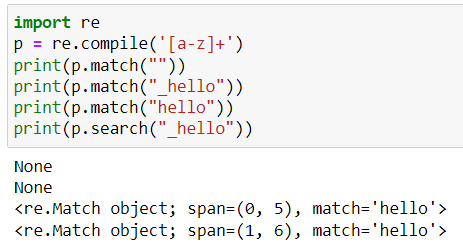 import re
p = re.compile('[a-z]+')
print(p.match(""))
print(p.match("_hello"))
print(p.match("hello"))
print(p.search("_hello"))
None
None
<re.Match object; span=(0, 5), match='hello'>
<re.Match object; span=(1, 6), match='hello'>